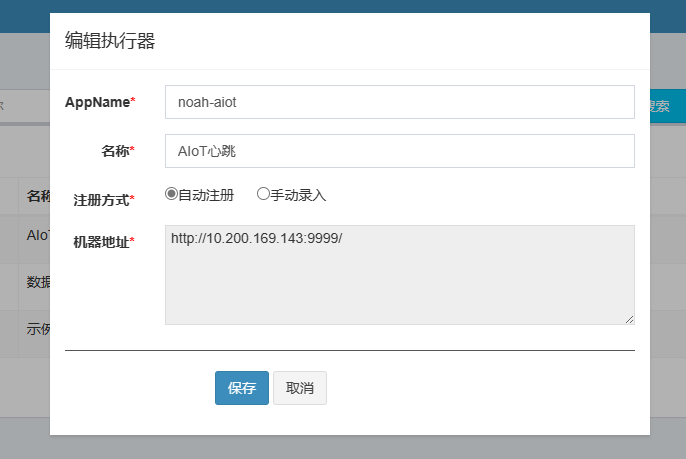 编辑执行器
AppName* noah-aiot
名称* AIoT心跳
注册方式* 自动注册 手动录入
机器地址* http://10.200.169.143:9999/
保存 取消
搜索
名称
AIoT
数据
示例